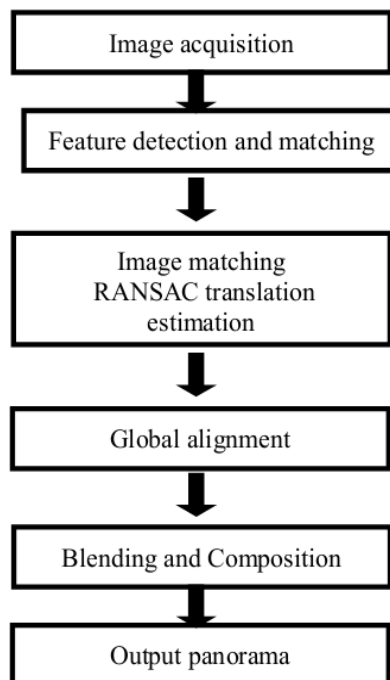 Image acquisition
Feature detection and matching
Image matching
RANSAC translation
estimation
Global alignment
Blending and Composition
Output panorama